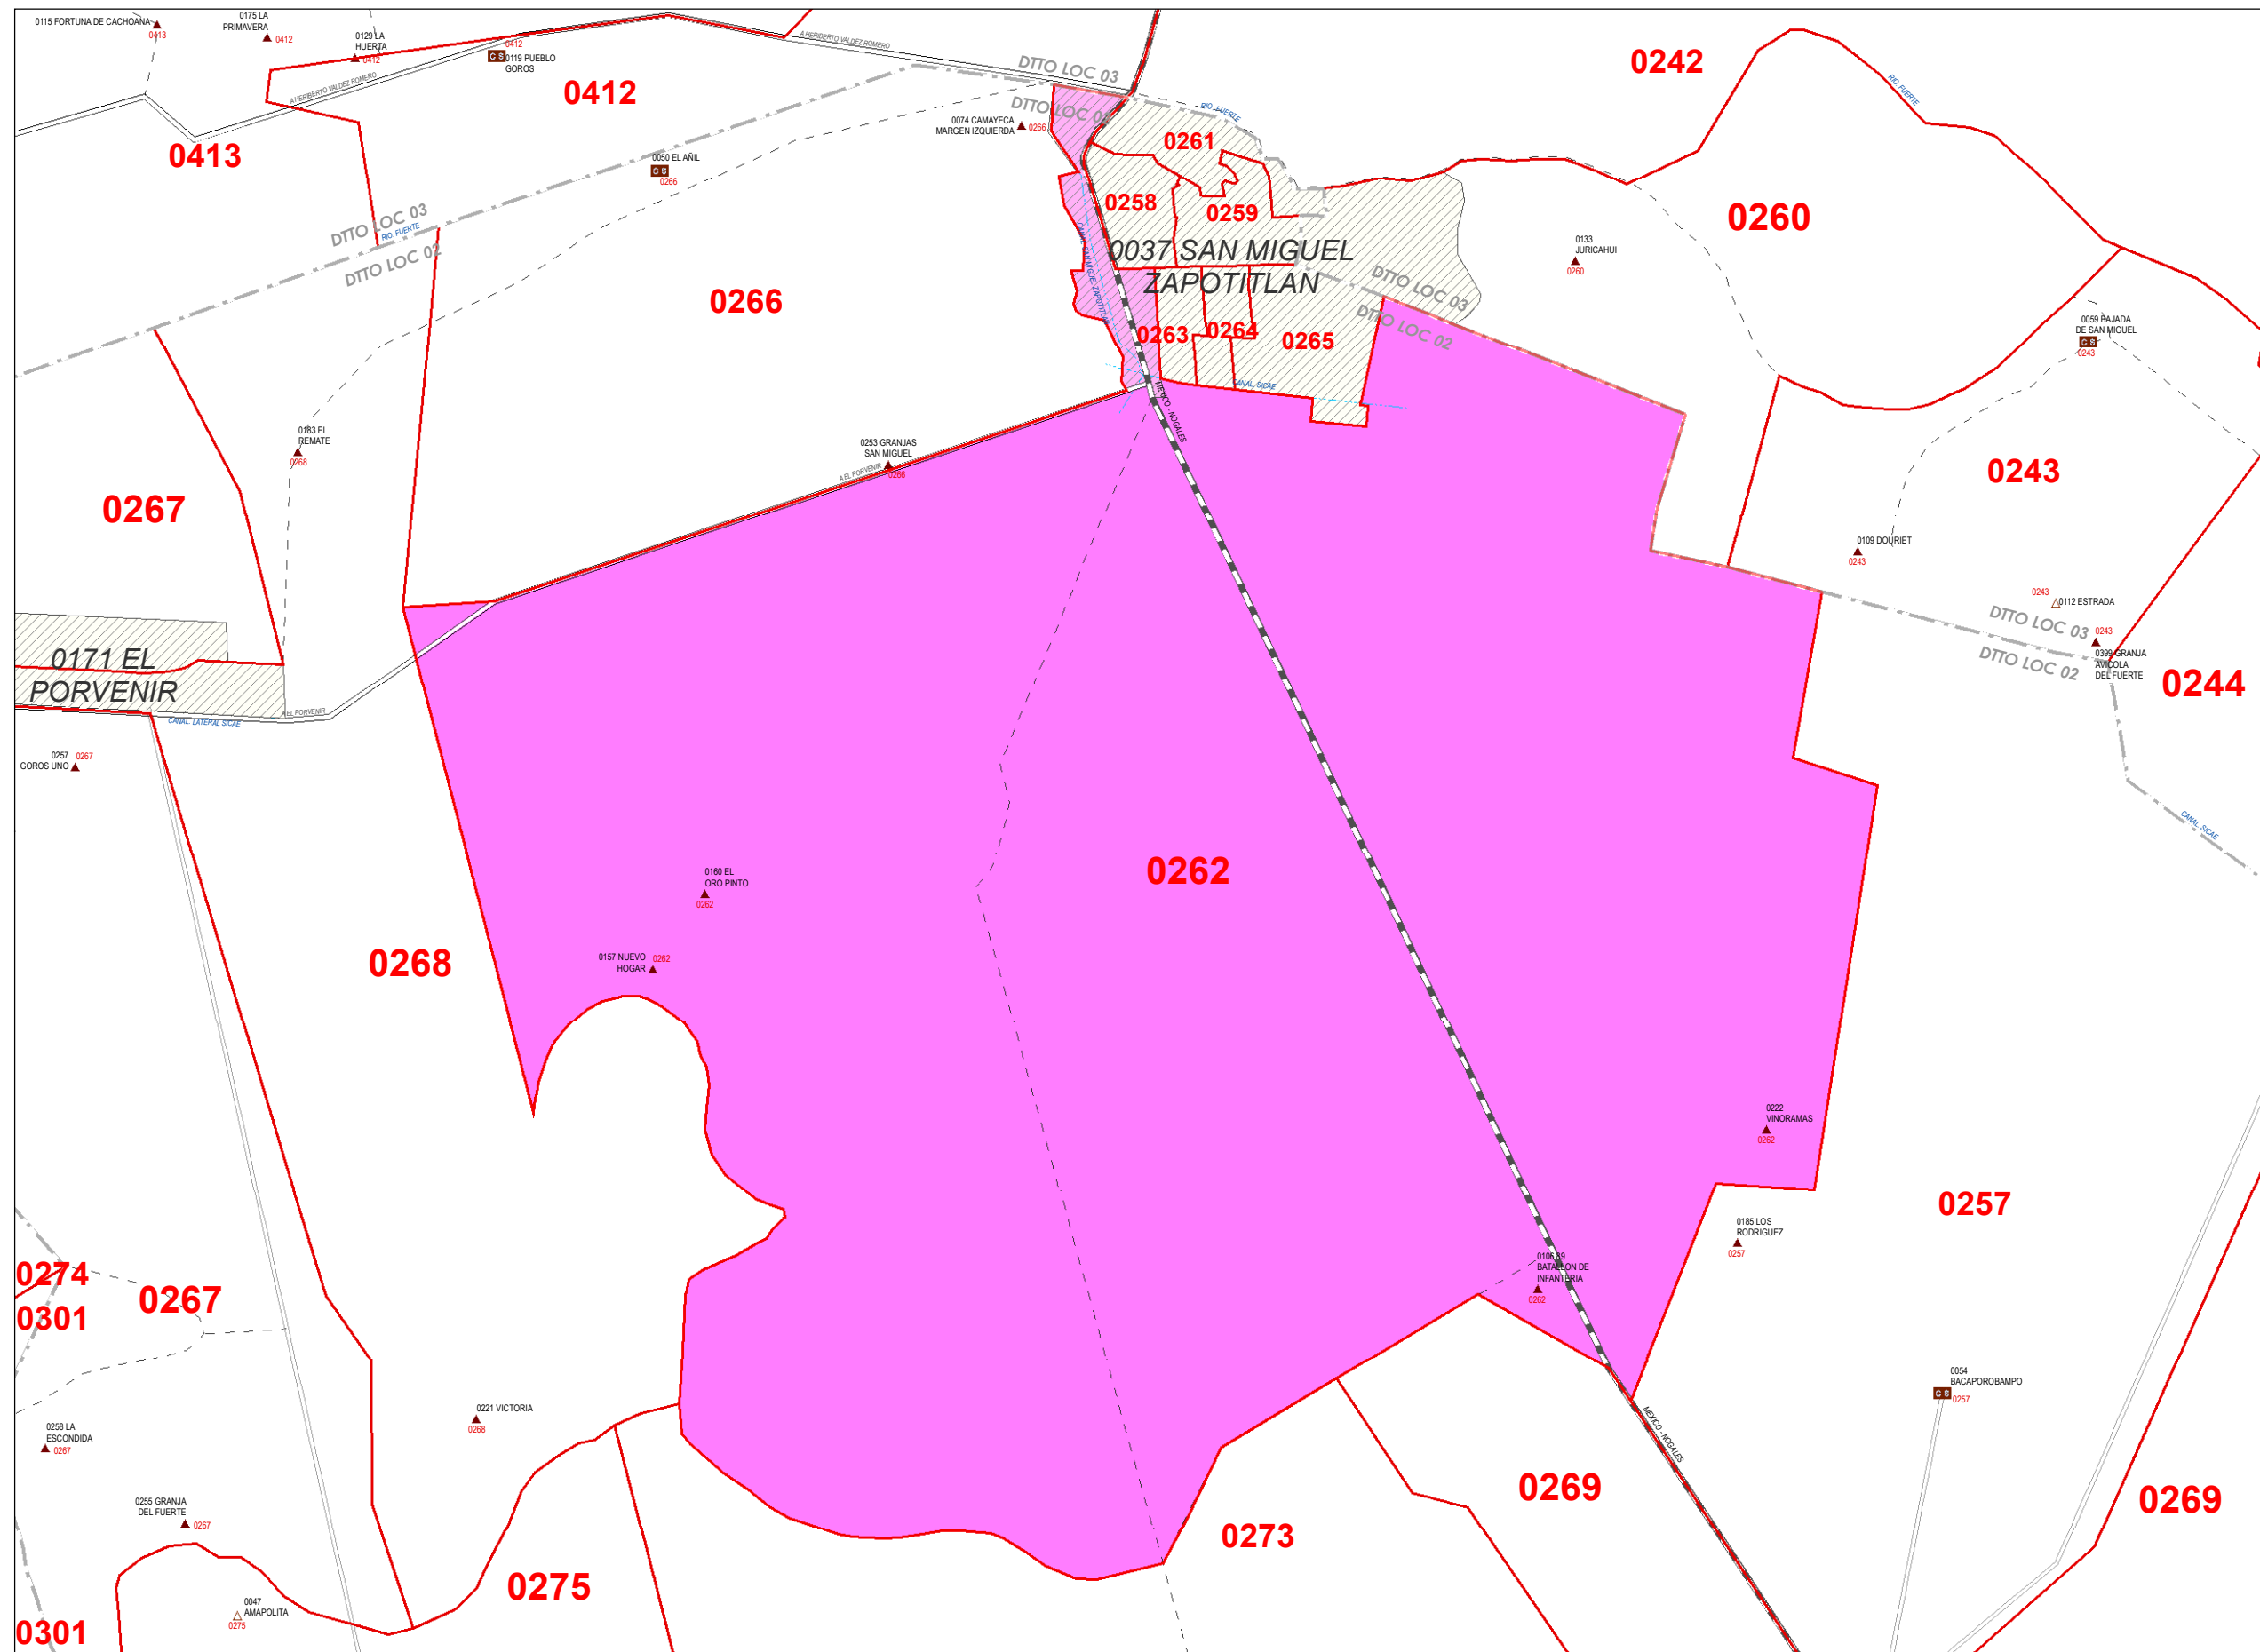 0115 FORTUNA DE CACHOANA
0413
0175 LA
PRIMAVERA
0412
0129 LA
HUERTA
0412
0412
C S
0119 PUEBLO
GOROS
A HERIBERTO VALDEZ ROMERO
A HERIBERTO VALDEZ ROMERO
0412
0413
DTTO LOC 03
DTTO LOC 02
RIO. FUERTE
0242
RIO. FUERTE
0074 CAMAYECA
MARGEN IZQUIERDA
0266
0050 EL AÑIL
C S
0266
0261
0258
0259
0260
0133
JURICAHUI
0260
DTTO LOC 03
RIO. FUERTE
DTTO LOC 02
0037 SAN MIGUEL
ZAPOTITLAN
CANAL. SAN MIGUEL ZAPOTITLAN
DTTO LOC 03
DTTO LOC 02
0266
0263
0264
0265
0059 BAJADA
DE SAN MIGUEL
C S
0243
CANAL. SICAE
MEXICO - NOGALES
0183 EL
REMATE
0268
0253 GRANJAS
SAN MIGUEL
0266
A EL PORVENIR
0267
0243
0109 DOURIET
0243
0243
0112 ESTRADA
DTTO LOC 03
DTTO LOC 02
0243
0399 GRANJA
AVICOLA
DEL FUERTE
0244
0171 EL
PORVENIR
A EL PORVENIR
CANAL. LATERAL SICAE
0257
GOROS UNO
0267
CANAL. SICAE
0262
0160 EL
ORO PINTO
0262
0157 NUEVO
HOGAR
0262
0268
0222
VINORAMAS
0262
0257
0185 LOS
RODRIGUEZ
0257
0106 89
BATALLON DE
INFANTERIA
0262
0274
0267
0301
0054
BACAPOROBAMPO
C S
0257
0221 VICTORIA
0268
MEXICO - NOGALES
0258 LA
ESCONDIDA
0267
0255 GRANJA
DEL FUERTE
0267
0269
0269
0273
0275
0047
AMAPOLITA
0275
0301